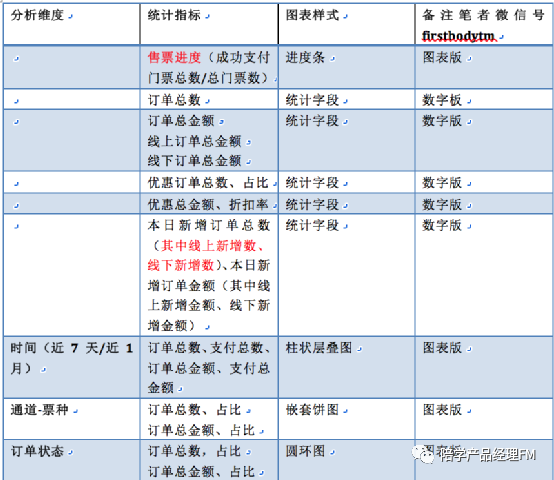 分析维度 统计指标 图表样式 备注笔者微信号
firstbodytm
售票进度（成功支付 进度条 图表版
门票总数/总门票数）
订单总数 统计字段 数字板
订单总金额 统计字段 数字版
线上订单总金额
线下订单总金额
优惠订单总数、占比 统计字段 数字版
优惠总金额、折扣率 统计字段 数字版
本日新增订单总数 统计字段 数字版
（其中线上新增数、
线下新增数）、本日新
增订单金额（其中线
上新增金额、线下新
增金额）
时间（近 7 天/近 1 订单总数、支付总数、 柱状层叠图 图表版
月） 订单总金额、支付总
金额
通道-票种 订单总数、占比 嵌套饼图 图表版
订单总金额、占比
订单状态 订单总数，占比 圆环图
订单总金额、占比
陪学产品经理FM